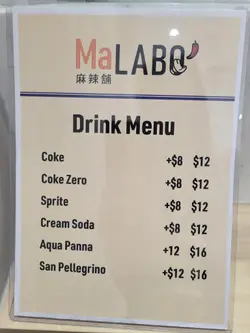 MaLABO
麻辣舖
Drink Menu
Coke +$8 $12
Coke Zero +$8 $12
Sprite +$8 $12
Cream Soda +$8 $12
Aqua Panna +12 $16
San Pellegrino +$12 $16